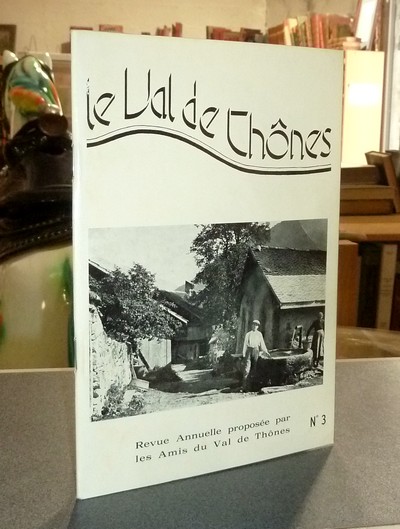 le Val de Thônes
Revue Annuelle proposée par
les Amis du Val de Thônes
N° 3